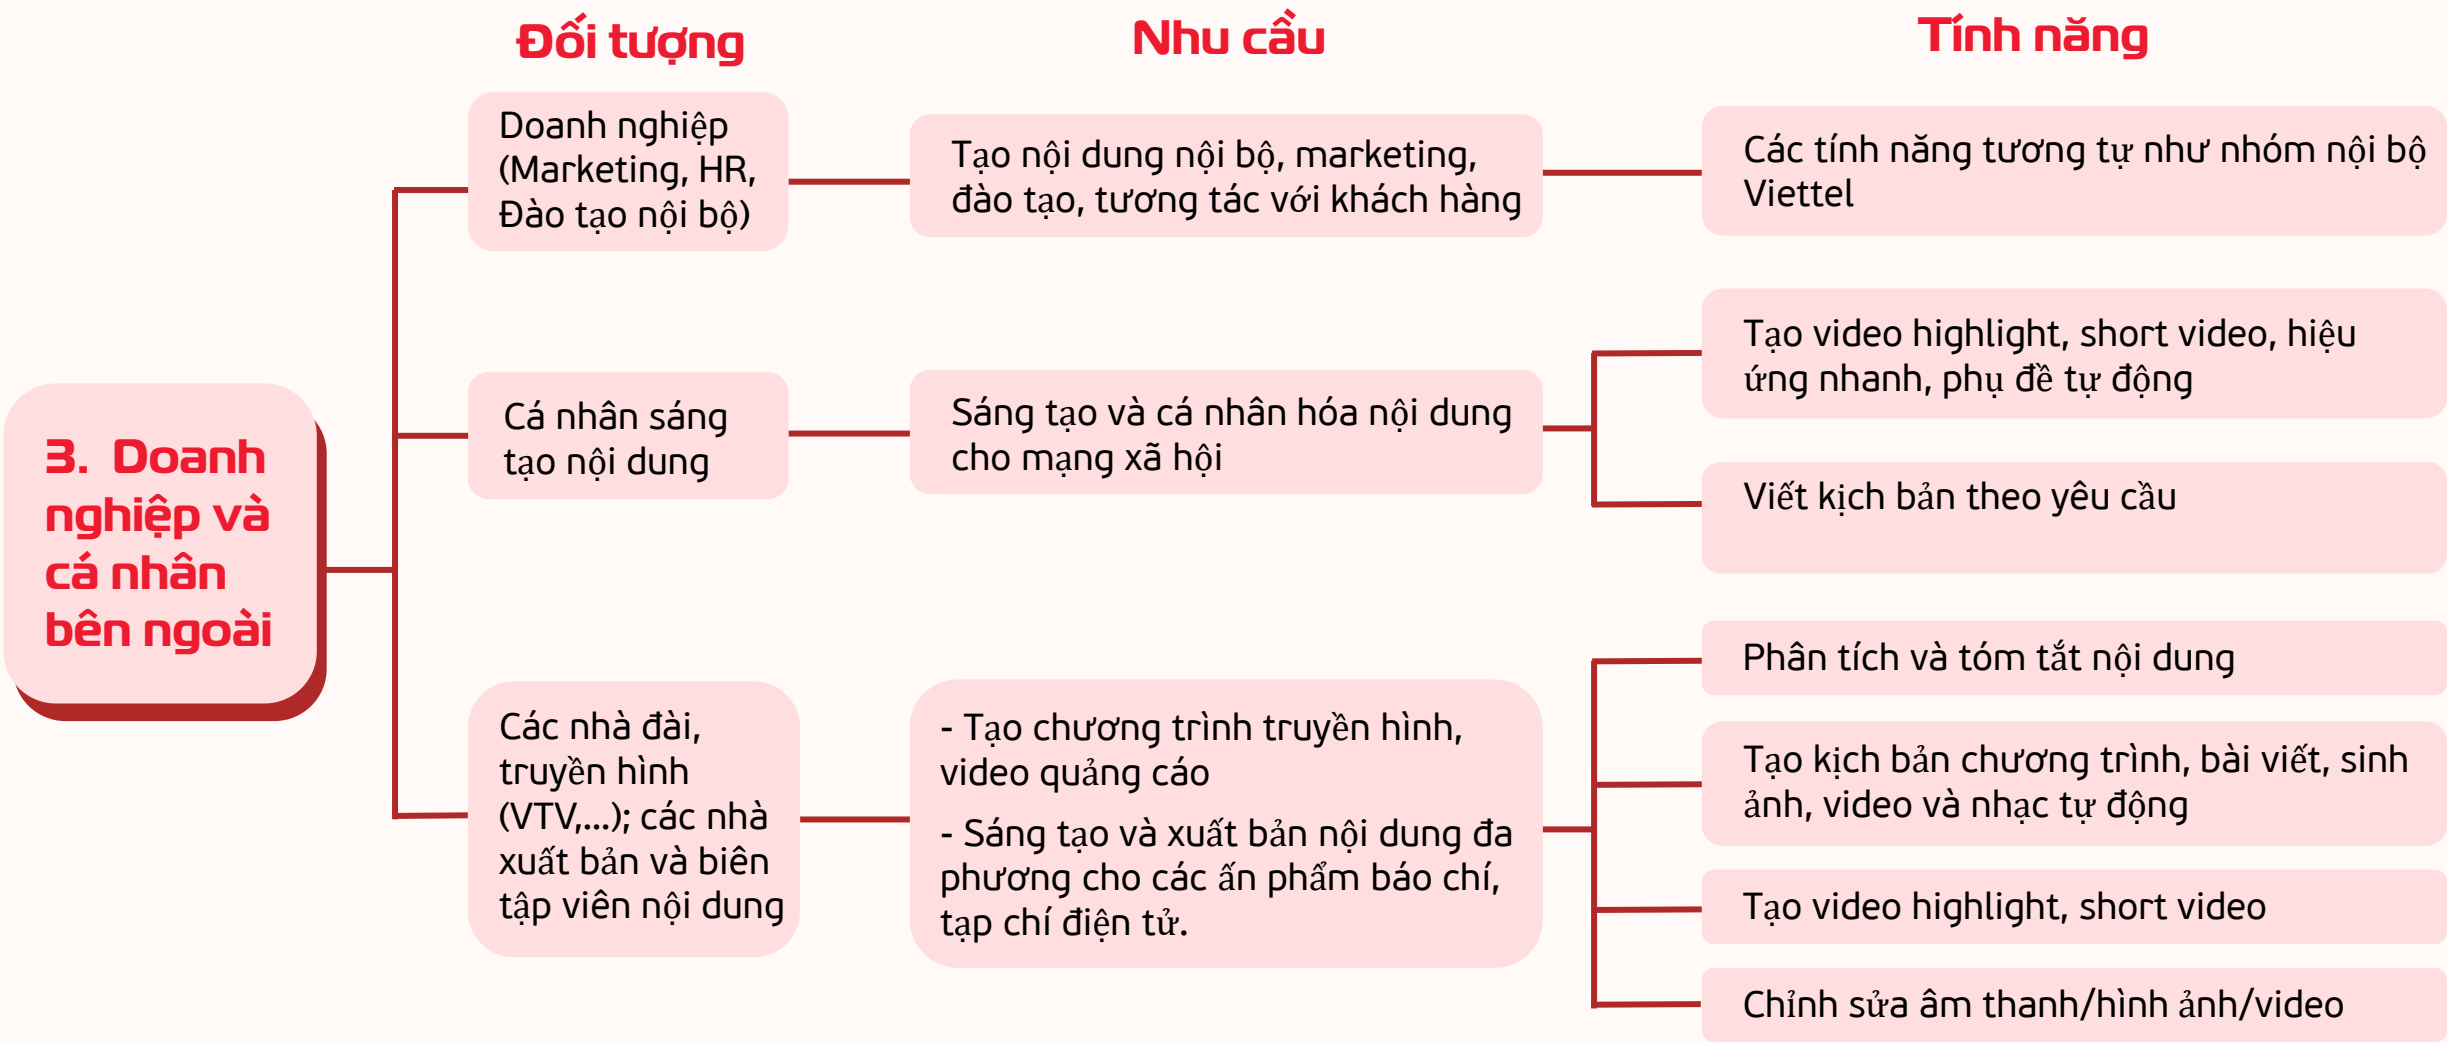 Đối tượng
Nhu cầu
Tính năng
3. Doanh
nghiệp và
cá nhân
bên ngoài
Doanh nghiệp
(Marketing, HR,
Đào tạo nội bộ)
Tạo nội dung nội bộ, marketing,
đào tạo, tương tác với khách hàng
Các tính năng tương tự như nhóm nội bộ
Viettel
Cá nhân sáng
tạo nội dung
Sáng tạo và cá nhân hóa nội dung
cho mạng xã hội
Tạo video highlight, short video, hiệu
ứng nhanh, phụ đề tự động
Viết kịch bản theo yêu cầu
Các nhà đài,
truyền hình
(VTV,...); các nhà
xuất bản và biên
tập viên nội dung
- Tạo chương trình truyền hình,
video quảng cáo
- Sáng tạo và xuất bản nội dung đa
phương cho các ấn phẩm báo chí,
tạp chí điện tử.
Phân tích và tóm tắt nội dung
Tạo kịch bản chương trình, bài viết, sinh
ảnh, video và nhạc tự động
Tạo video highlight, short video
Chỉnh sửa âm thanh/hình ảnh/video